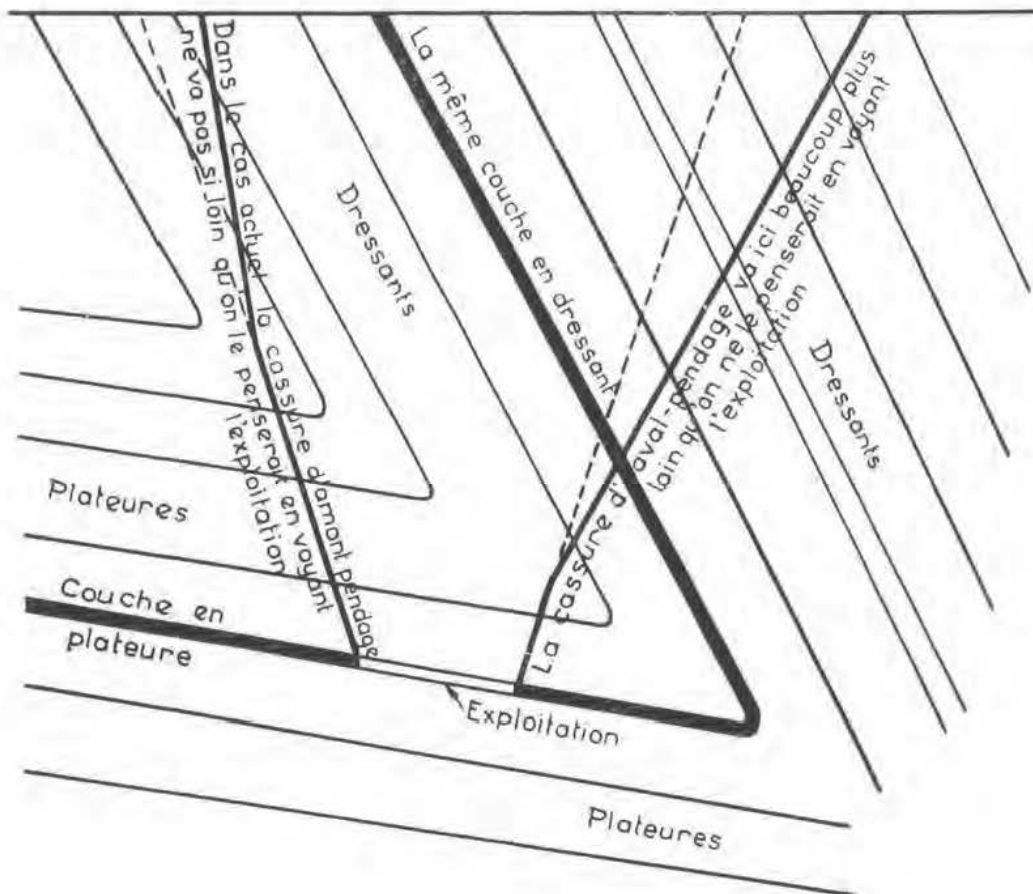 Dans le cas actuel la cassure d'amont pendage
ne va pas si loin qu'on le penserait en voyant
l'exploitation
La même couche en dressant
Dressants
La cassure d'aval-pendage va ici beaucoup plus
loin qu'on ne le penserait en voyant
l'exploitation
Dressants
Plateures
Couche en
plateure
Exploitation
Plateures